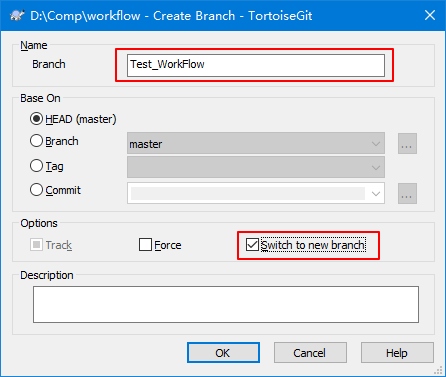 D:\Comp\workflow - Create Branch - TortoiseGit
Name
Branch
Test_WorkFlow
Base On
HEAD (master)
Branch
master
...
Tag
Commit
...
Options
Track
Force
Switch to new branch
Description
OK
Cancel
Help